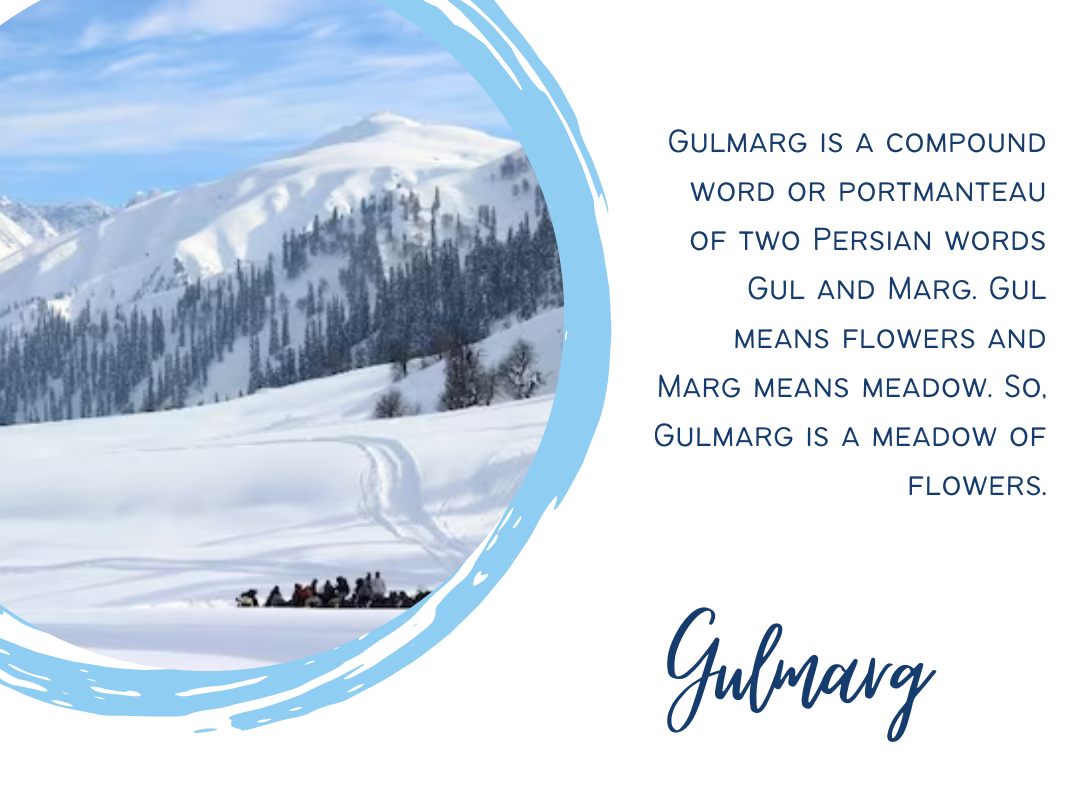 Gulmarg is a compound
word or portmanteau
of two Persian words
Gul and Marg. Gul
means flowers and
Marg means meadow. So,
Gulmarg is a meadow of
flowers.
Gulmarg